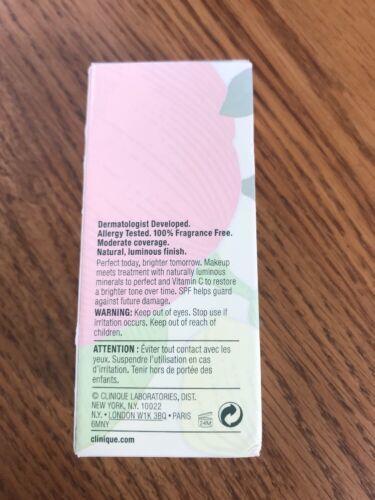 Dermatologist Developed.
Allergy Tested. 100% Fragrance Free.
Moderate coverage.
Natural, luminous finish.
Perfect today, brighter tomorrow. Makeup
meets treatment with naturally luminous
minerals to perfect and Vitamin C to restore
a brighter tone over time. SPF helps guard
against future damage.
WARNING: Keep out of eyes. Stop use if
irritation occurs. Keep out of reach of
children.
ATTENTION : Éviter tout contact avec les
yeux. Suspendre l'utilisation en cas
d'irritation. Tenir hors de portée des
enfants.
© CLINIQUE LABORATORIES, DIST.
NEW YORK, N.Y. 10022
N.Y. • LONDON W1K 3BQ • PARIS
6MNY
24M
clinique.com